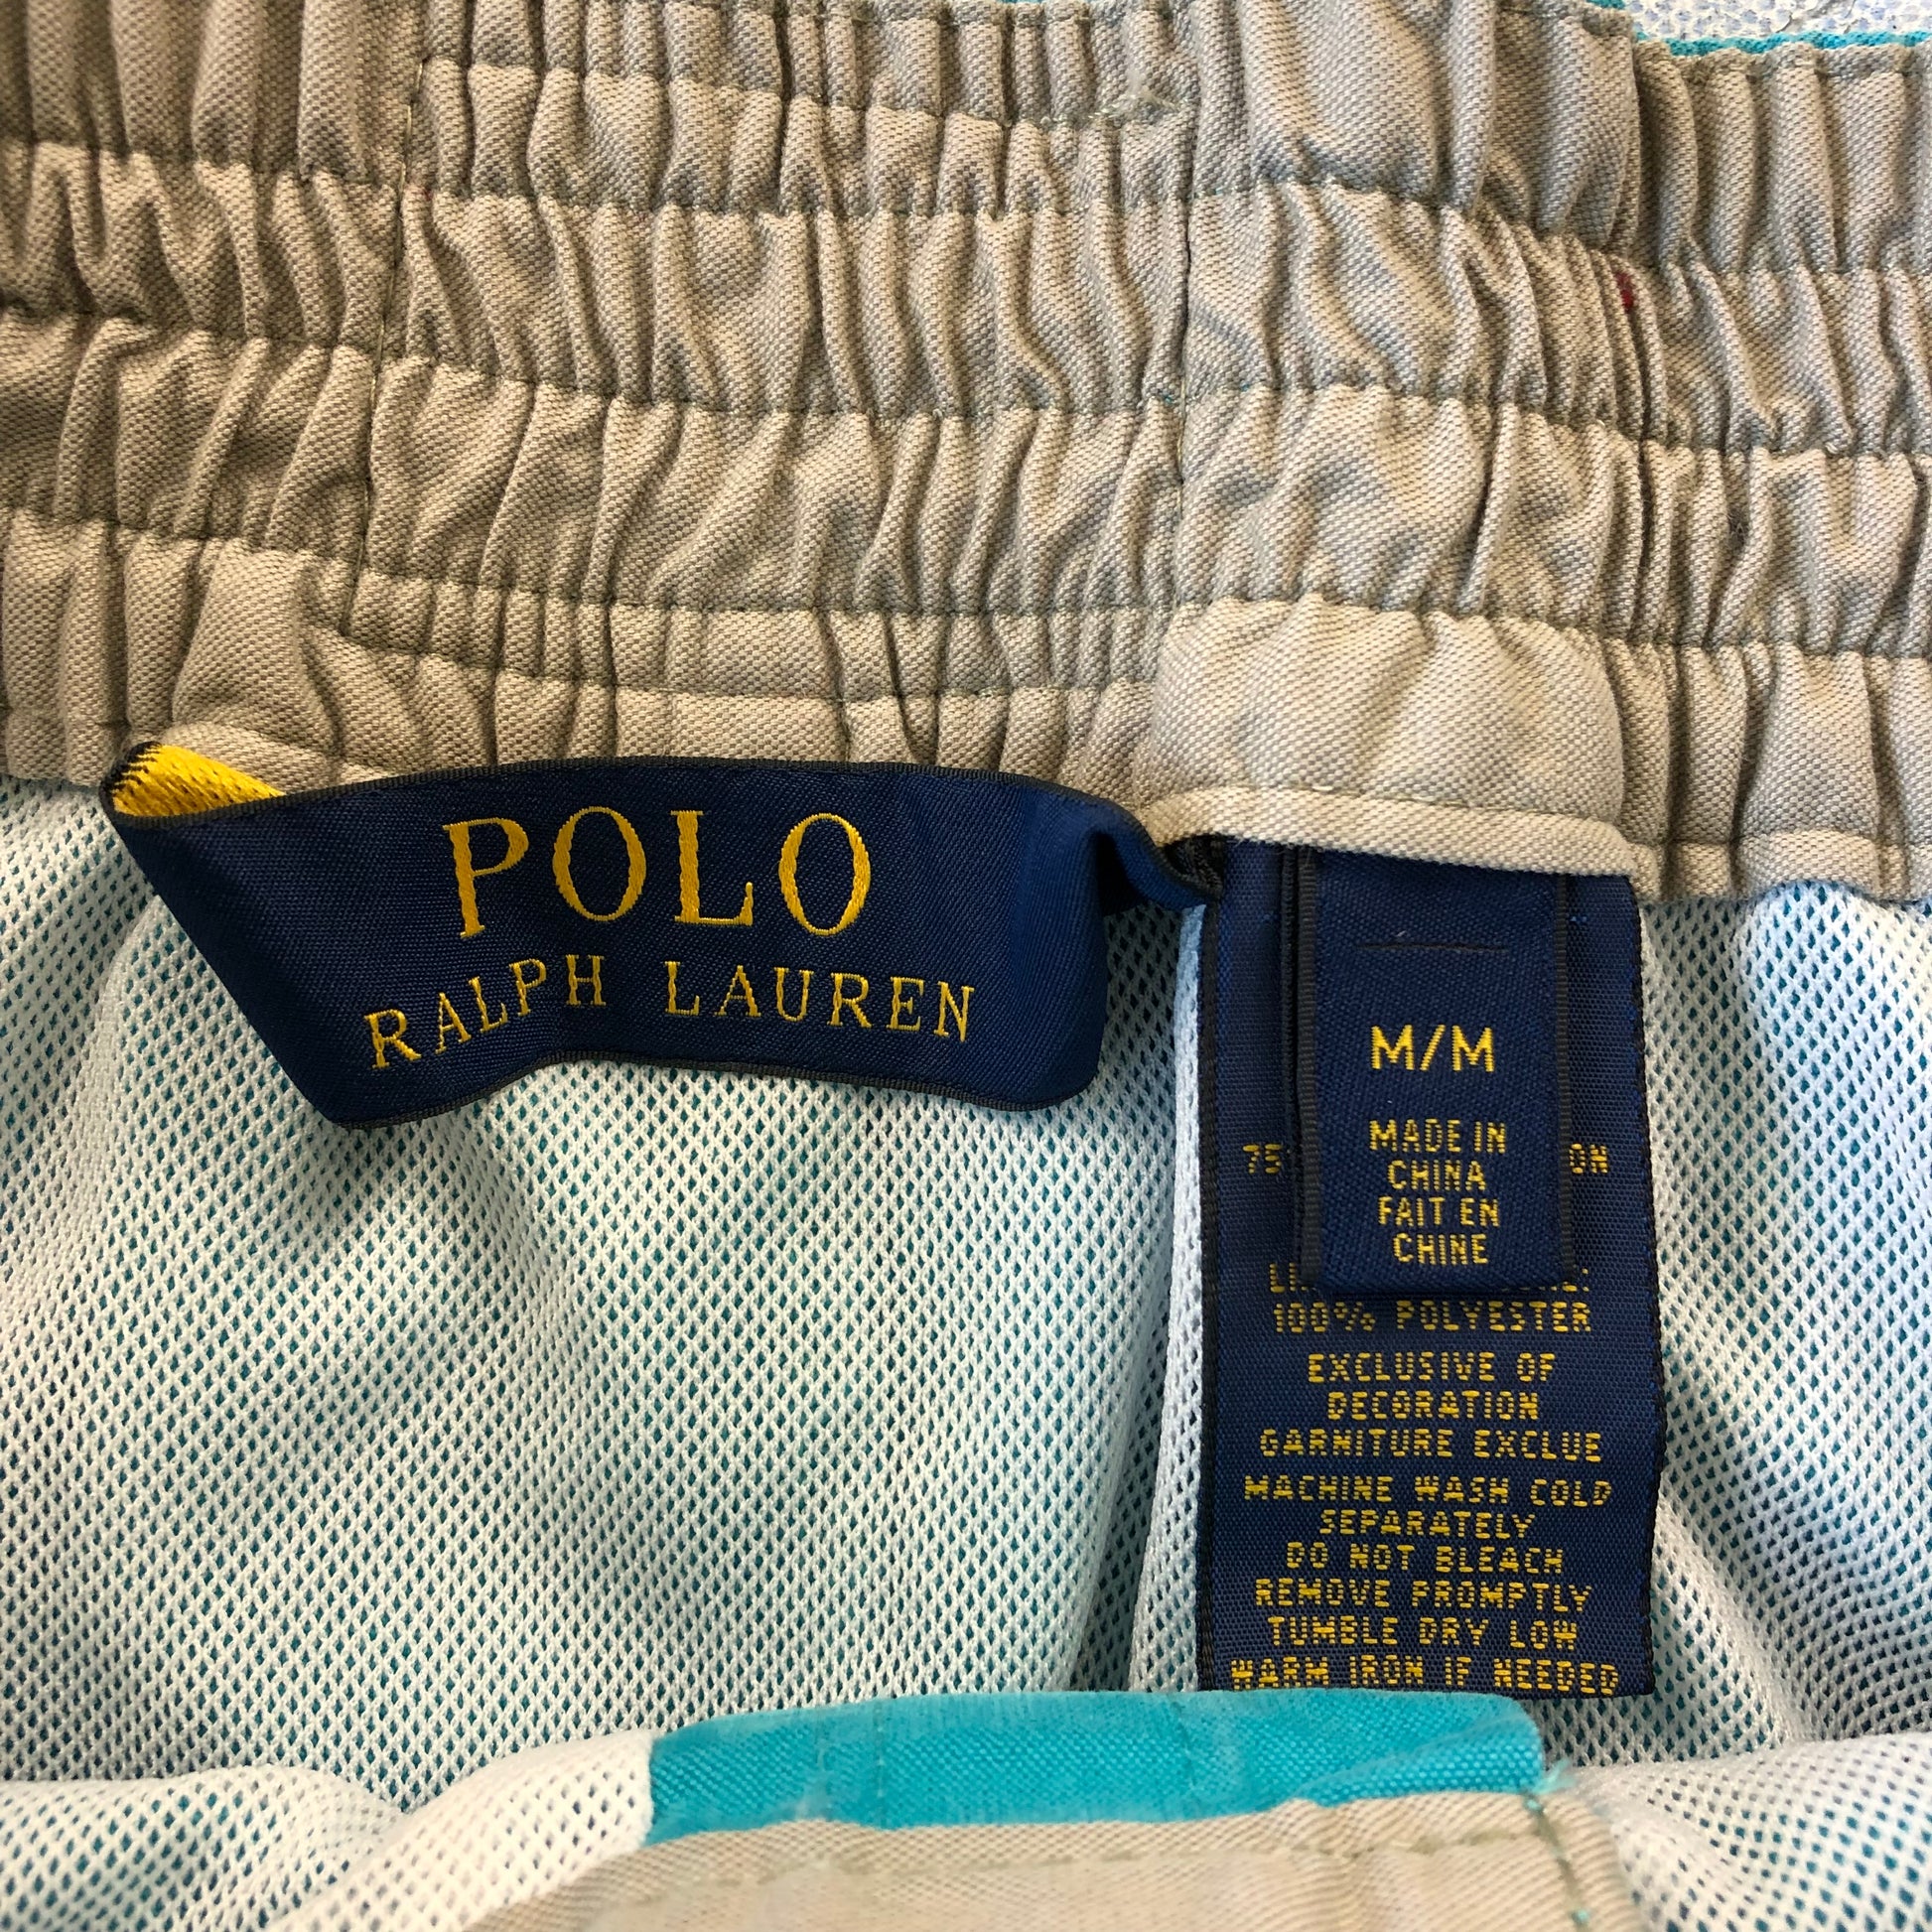 POLO
RALPH LAUREN
M/M
MADE IN
CHINA
FAIT EN
CHINE
100% POLYESTER
EXCLUSIVE OF
DECORATION
GARNITURE EXCLUE
MACHINE WASH COLD
SEPARATELY
DO NOT BLEACH
REMOVE PROMPTLY
TUMBLE DRY LOW
WARM IRON IF NEEDED